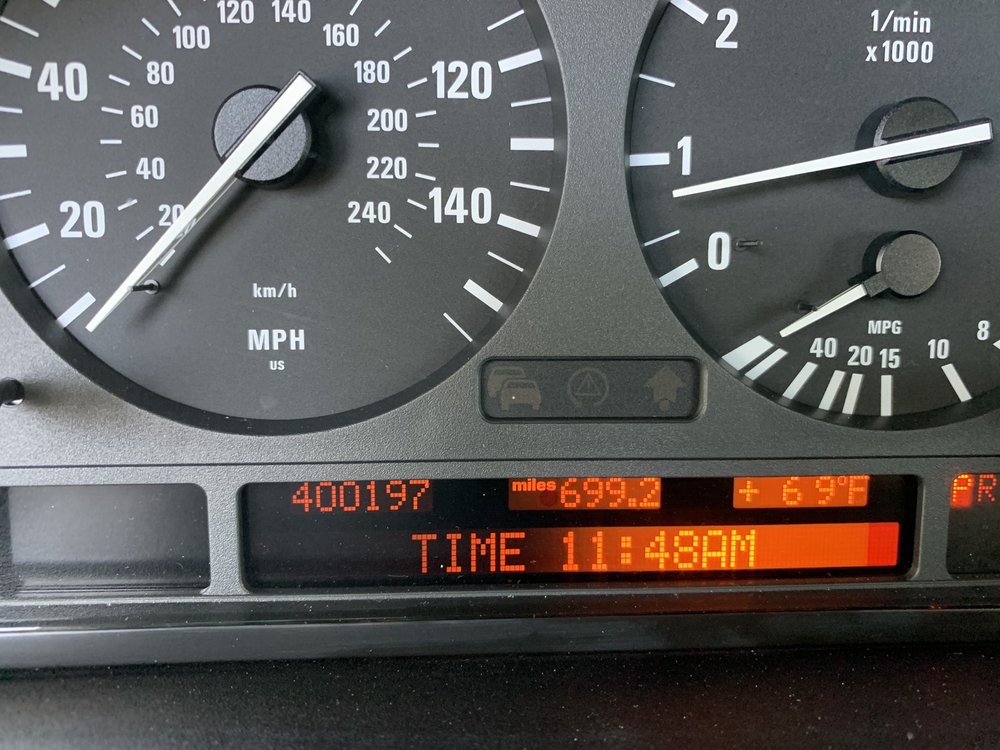 120 140
100 160
80 180
60 200
40 220
20 240
40 120
20 140
km/h
MPH
US
1/min
x1000
2
1
0
MPG
40 20 15 10 8
400197 miles 699.2 + 69°F
TIME 11:48AM
P R